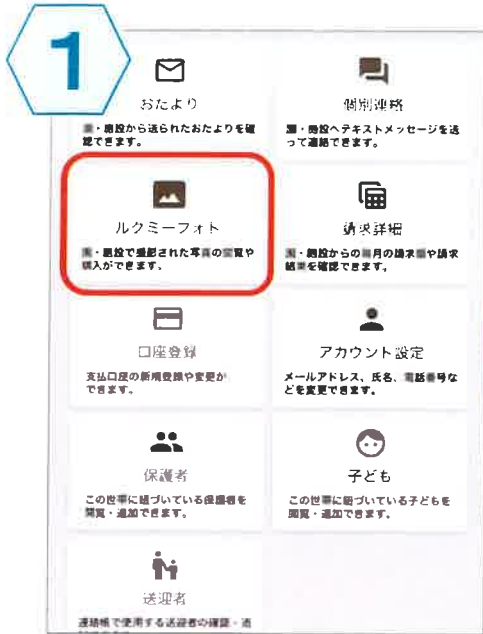 1
おたより
・施設から送られたおたよりを確
認できます。
個別連絡
園・施設へテキストメッセージを送
って連絡できます。
ルクミーフォト
・施設で撮影された写真の閲覧や
購入ができます。
請求詳細
・施設からの毎月の請求や請求
結果を確認できます。
口座登録
支払口座の新規登録や変更が
できます。
アカウント設定
メールアドレス、氏名、電話番号な
どを変更できます。
保護者
この世帯に紐づいている保護者を
閲覧・追加できます。
子ども
この世帯に紐づいている子どもを
閲覧・追加できます。
送迎者
連絡帳で使用する送迎者の確認・追